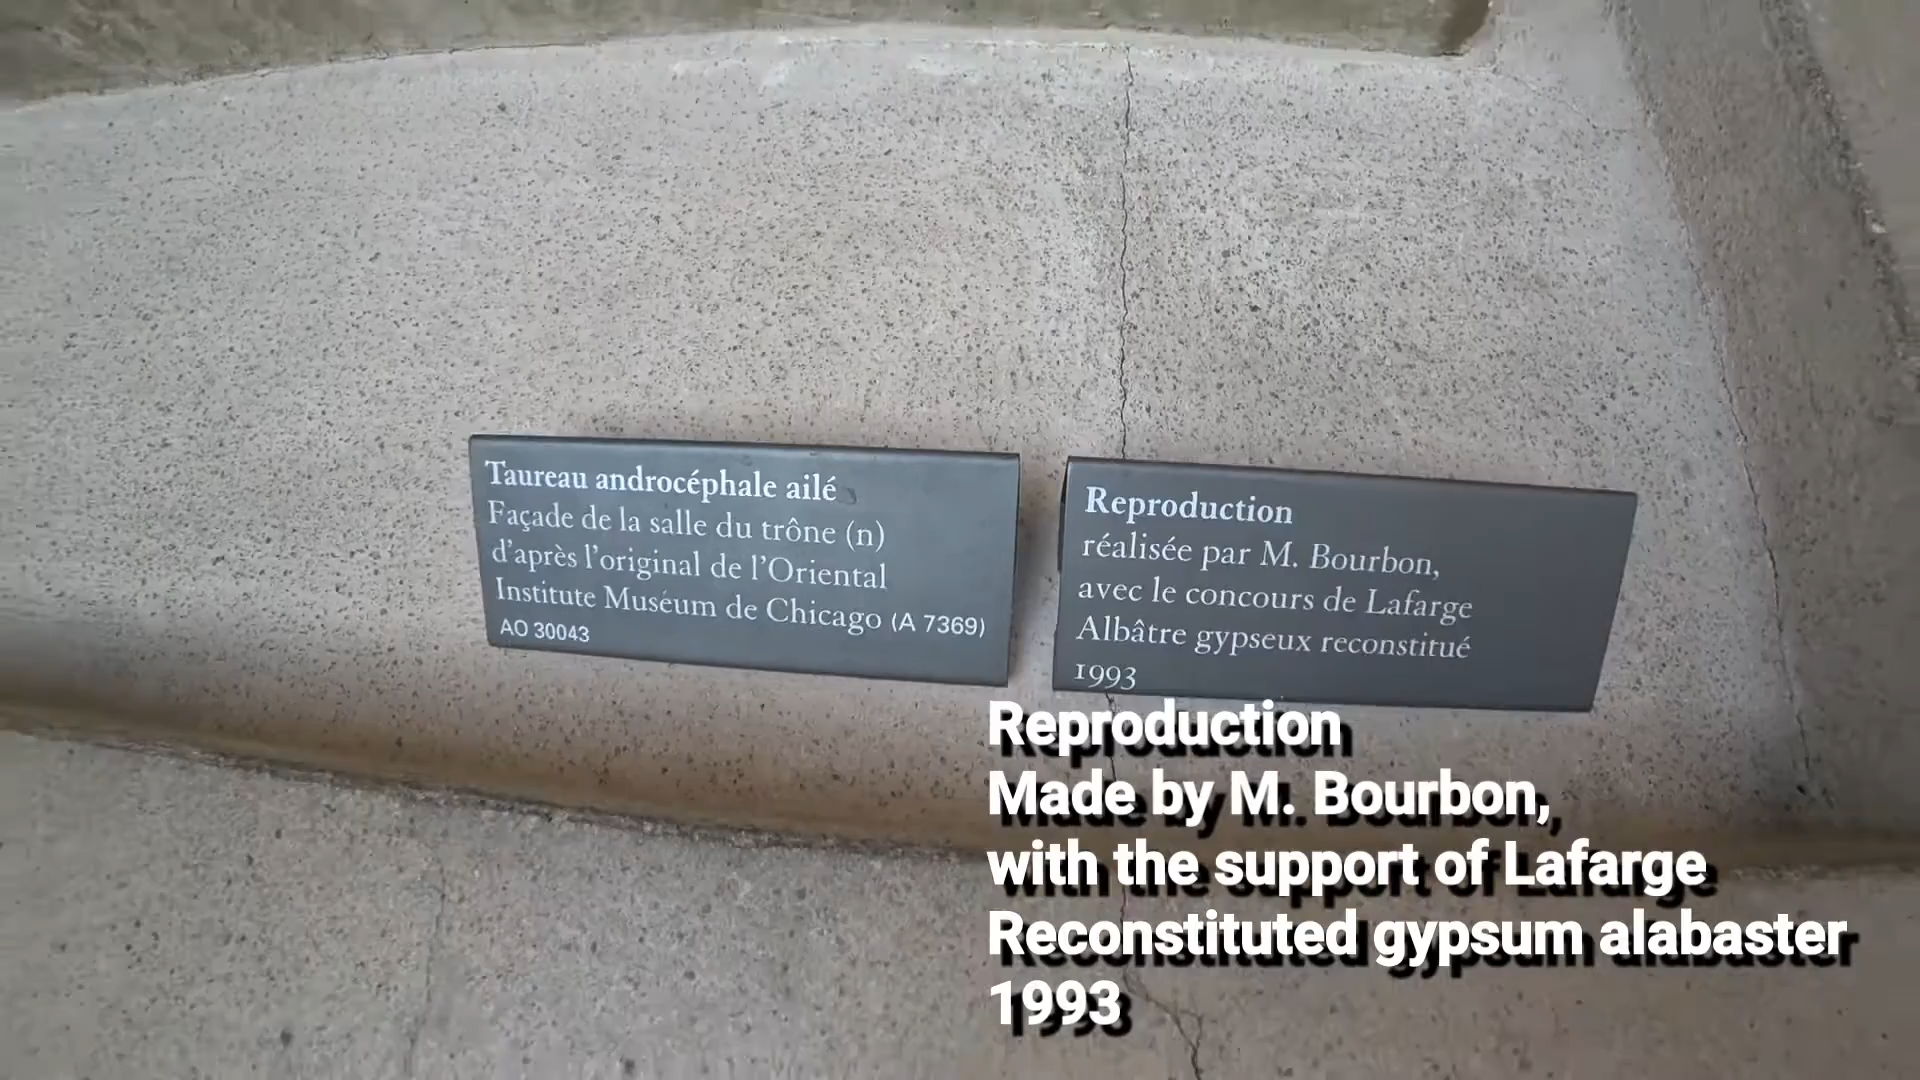 Taureau androcéphale ailé
Façade de la salle du trône (n)
d'après l'original de l'Oriental
Institute Muséum de Chicago (A 7369)
AO 30043
Reproduction
réalisée par M. Bourbon,
avec le concours de Lafarge
Albâtre gypseux reconstitué
1993
Reproduction
Made by M. Bourbon,
with the support of Lafarge
Reconstituted gypsum alabaster
1993